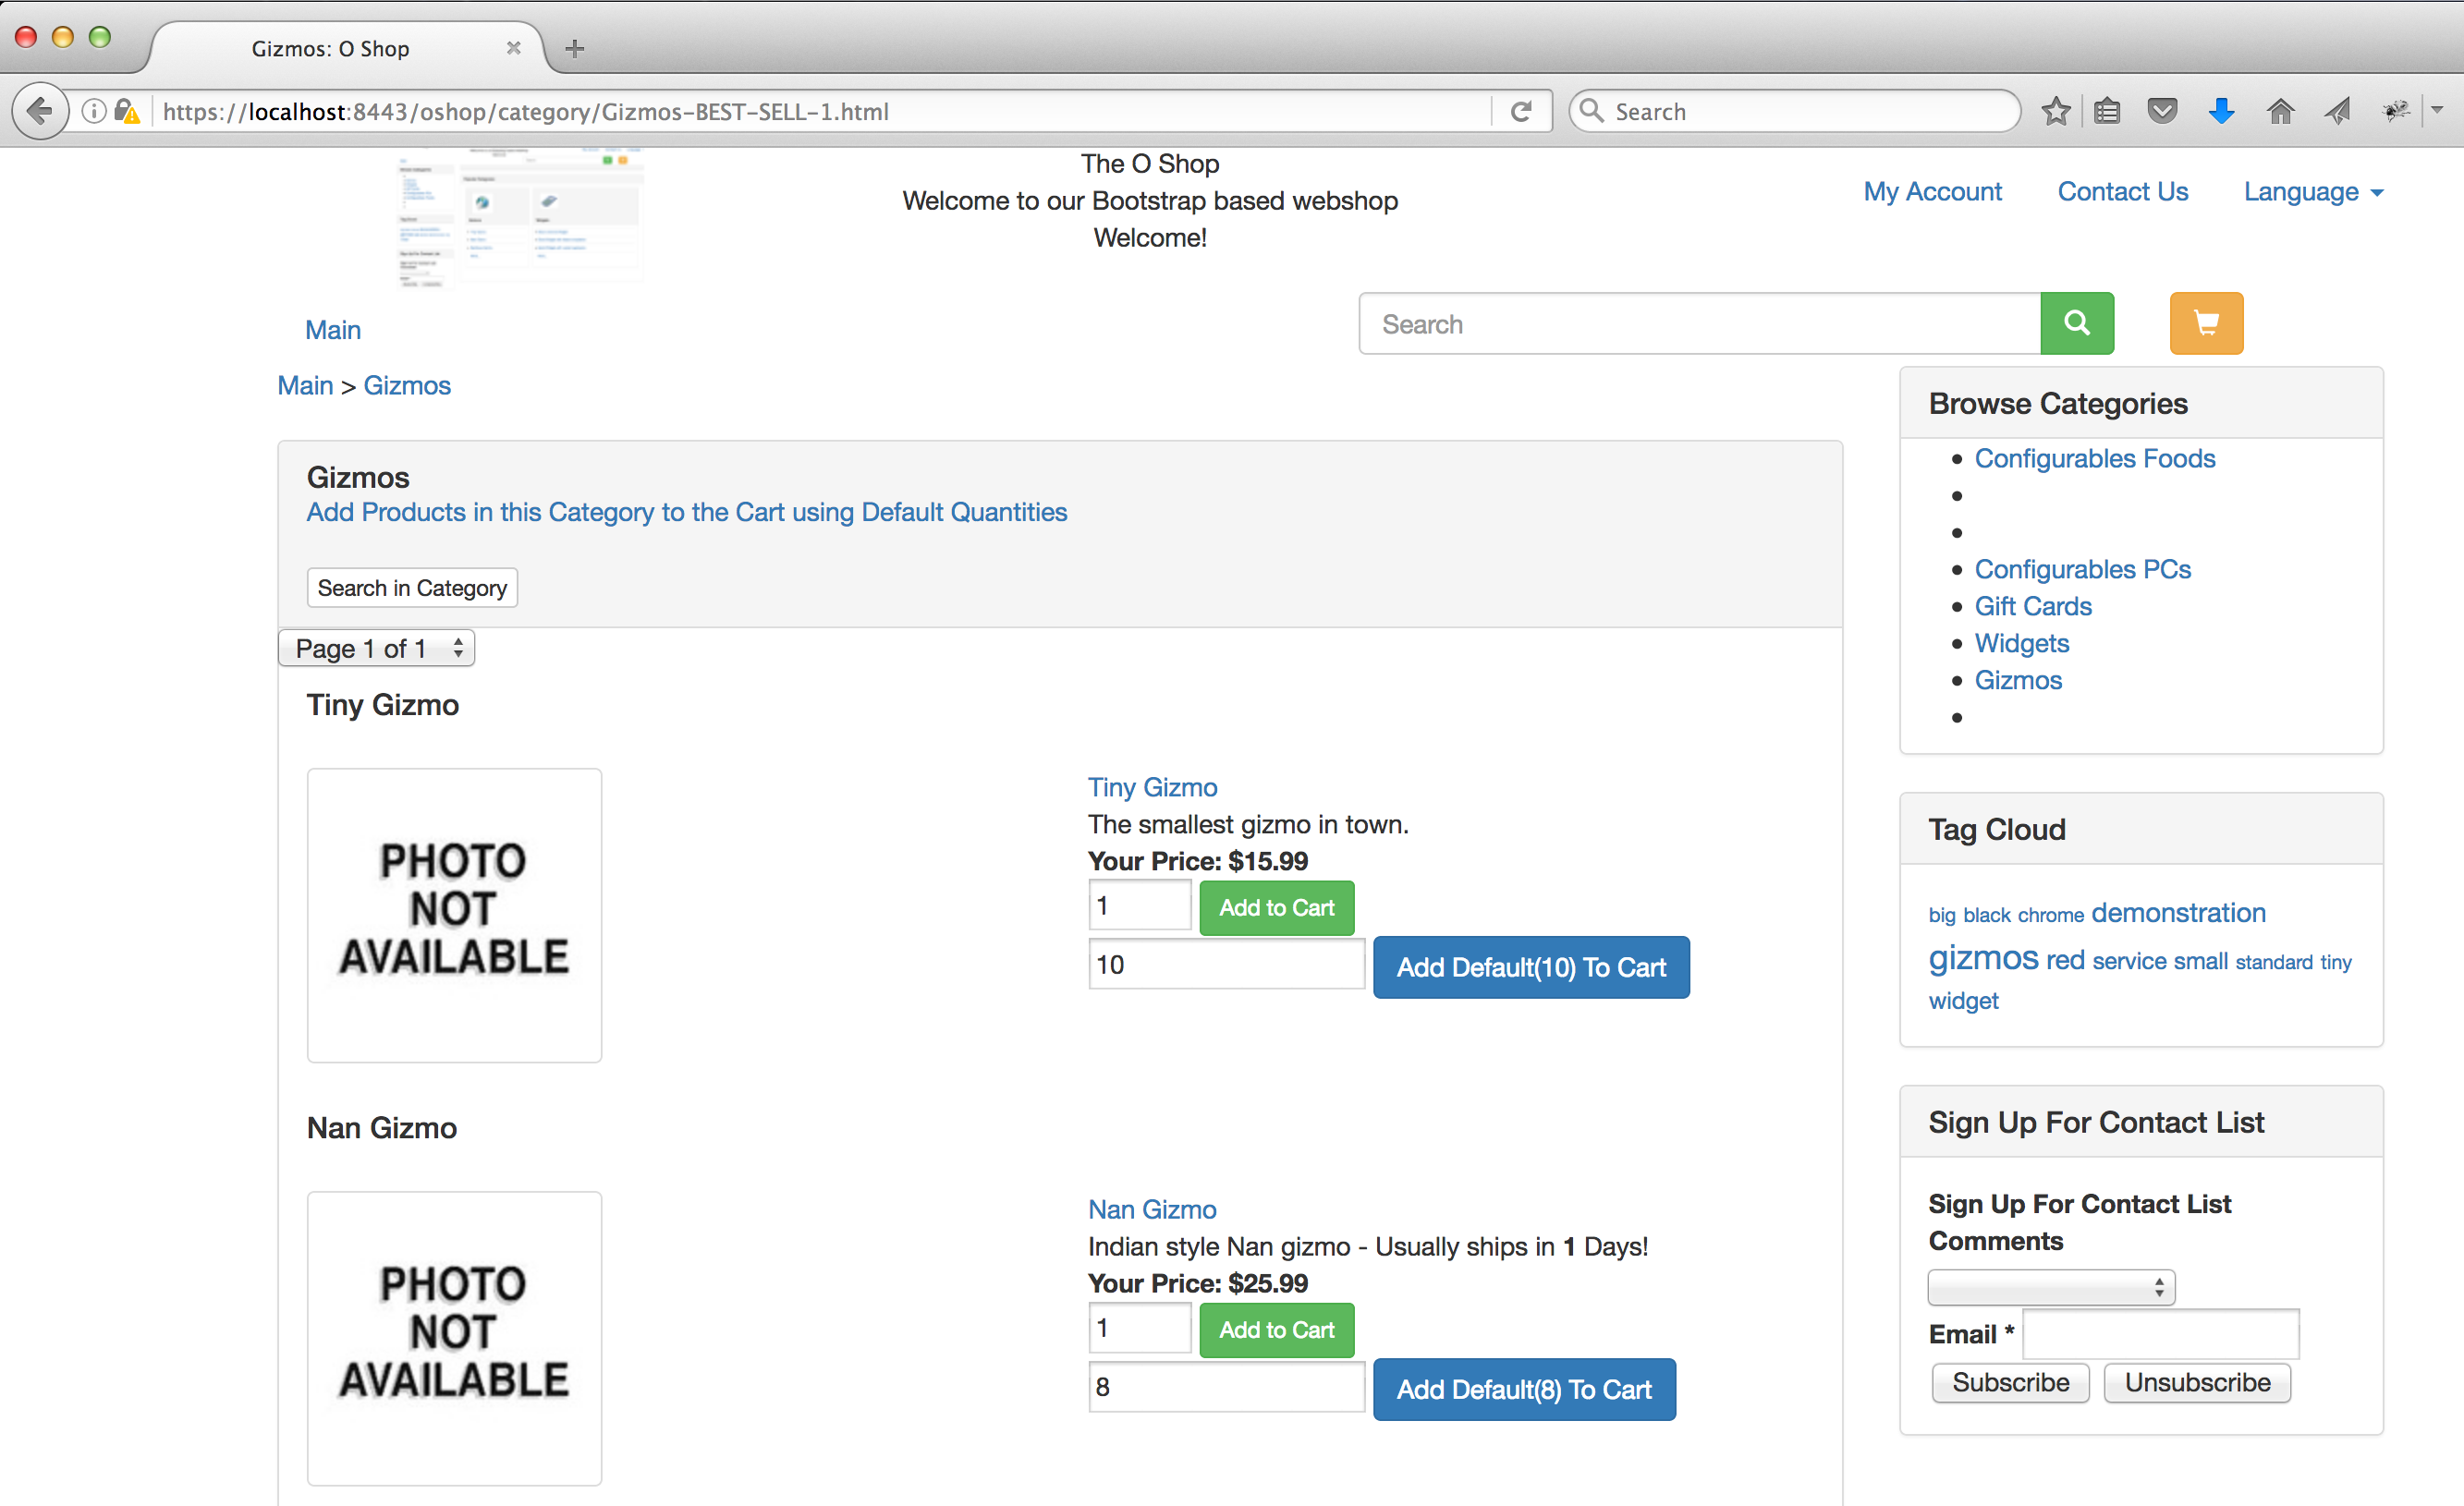 Gizmos: O Shop
https://localhost:8443/oshop/category/Gizmos-BEST-SELL-1.html
Search
The O Shop
Welcome to our Bootstrap based webshop
Welcome!
My Account
Contact Us
Language
Main
Search
Main > Gizmos
Gizmos
Add Products in this Category to the Cart using Default Quantities
Search in Category
Page 1 of 1
Tiny Gizmo
PHOTO
NOT
AVAILABLE
Tiny Gizmo
The smallest gizmo in town.
Your Price: $15.99
1
Add to Cart
10
Add Default(10) To Cart
Nan Gizmo
PHOTO
NOT
AVAILABLE
Nan Gizmo
Indian style Nan gizmo - Usually ships in 1 Days!
Your Price: $25.99
1
Add to Cart
8
Add Default(8) To Cart
Browse Categories
Configurables Foods
Configurables PCs
Gift Cards
Widgets
Gizmos
Tag Cloud
big black chrome demonstration
gizmos red service small standard tiny
widget
Sign Up For Contact List
Sign Up For Contact List
Comments
Email *
Subscribe
Unsubscribe